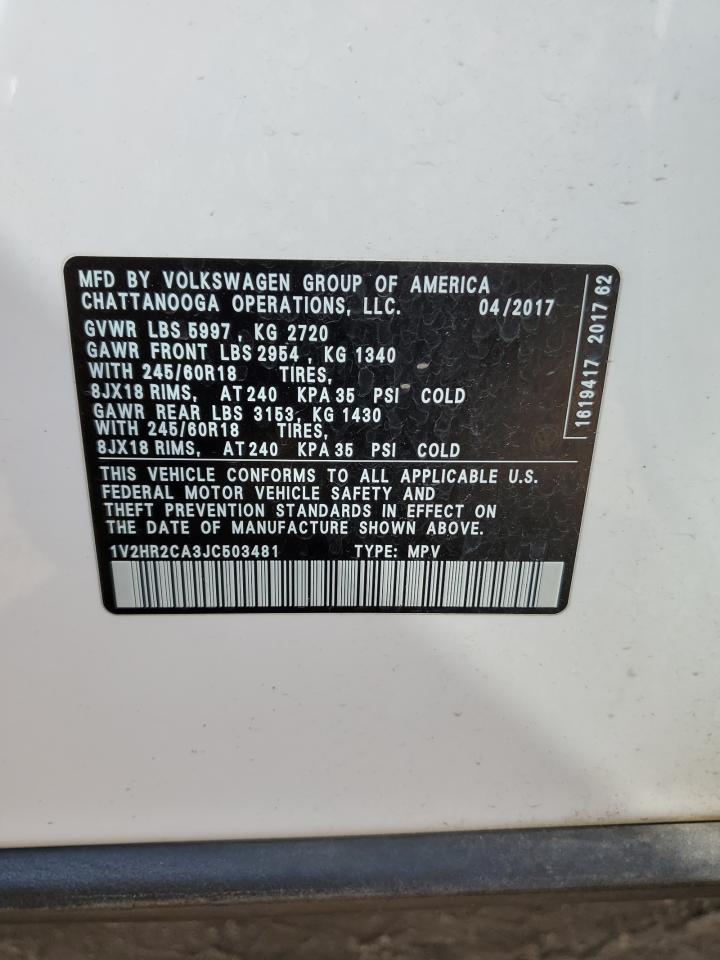 MFD BY VOLKSWAGEN GROUP OF AMERICA
CHATTANOOGA OPERATIONS, LLC. 04/2017
GVWR LBS 5997 , KG 2720
GAWR FRONT LBS 2954 , KG 1340
WITH 245/60R18 TIRES,
8JX18 RIMS, AT 240 KPA 35 PSI COLD
GAWR REAR LBS 3153, KG 1430
WITH 245/60R18 TIRES,
8JX18 RIMS, AT 240 KPA 35 PSI COLD
THIS VEHICLE CONFORMS TO ALL APPLICABLE U.S.
FEDERAL MOTOR VEHICLE SAFETY AND
THEFT PREVENTION STANDARDS IN EFFECT ON
THE DATE OF MANUFACTURE SHOWN ABOVE.
1V2HR2CA3JC503481 TYPE: MPV
1619417 2017 62